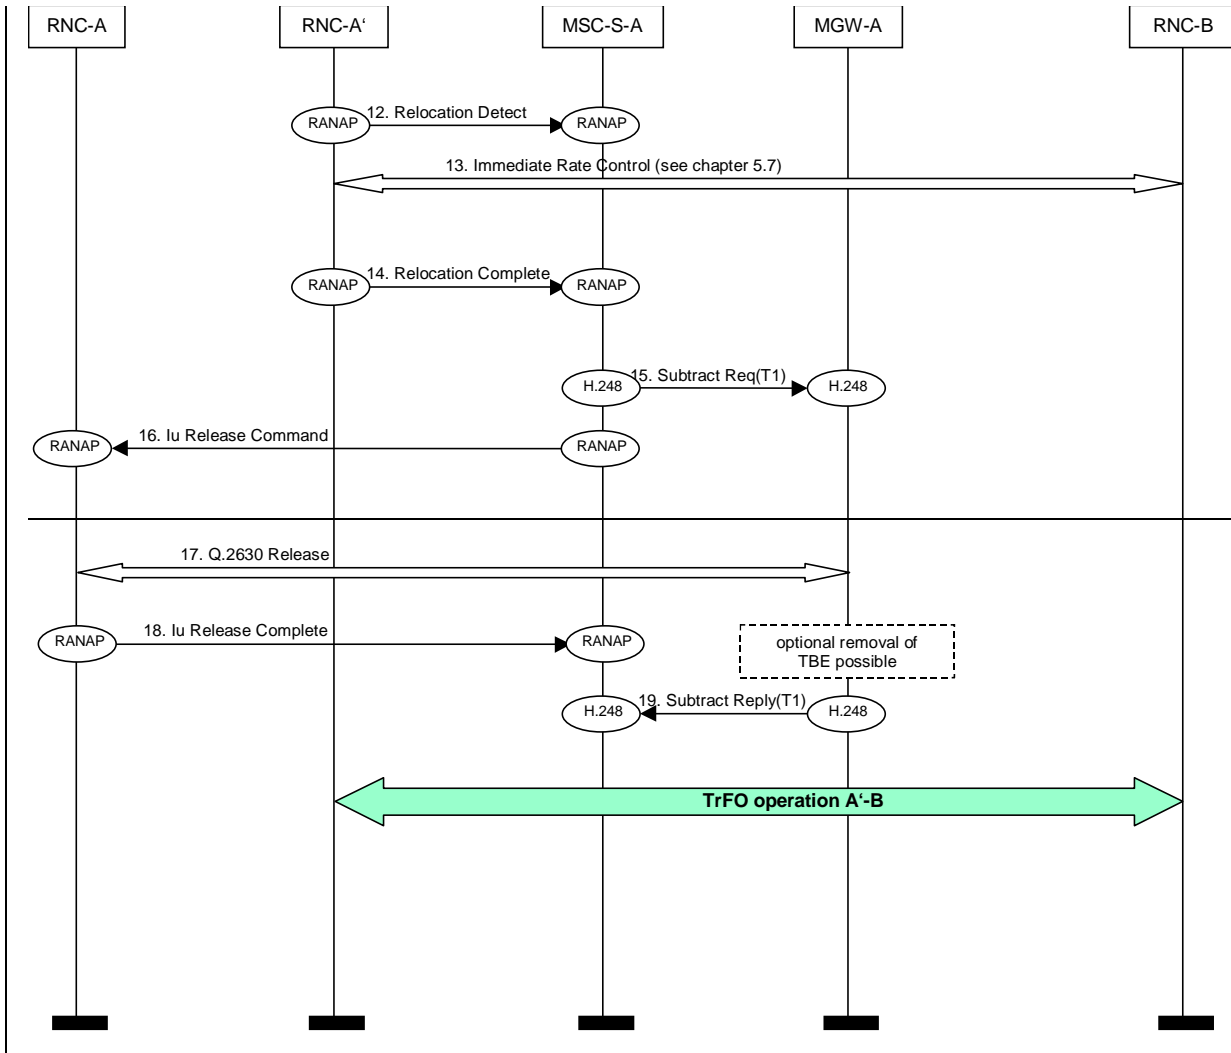 RNC-A
RNC-A‘
MSC-S-A
MGW-A
RNC-B
12. Relocation Detect
RANAP
RANAP
13. Immediate Rate Control (see chapter 5.7)
14. Relocation Complete
RANAP
RANAP
15. Subtract Req(T1)
H.248
H.248
16. Iu Release Command
RANAP
RANAP
17. Q.2630 Release
18. Iu Release Complete
RANAP
RANAP
optional removal of
TBE possible
19. Subtract Reply(T1)
H.248
H.248
TrFO operation A‘-B